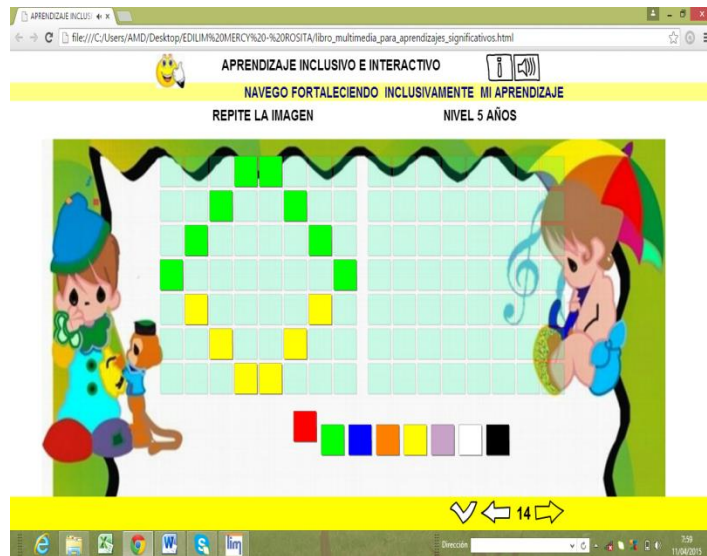 APRENDIZAJE INCLUSI
file:///C:/Users/AMD/Desktop/EDILIM%20MERCY%20-%20ROSITA/libro_multimedia_para_aprendizajes_significativos.html
APRENDIZAJE INCLUSIVO E INTERACTIVO
NAVEGO FORTALECIENDO INCLUSIVAMENTE MI APRENDIZAJE
REPITE LA IMAGEN NIVEL 5 AÑOS
14
lim
Dirección
7:59
11/04/2015